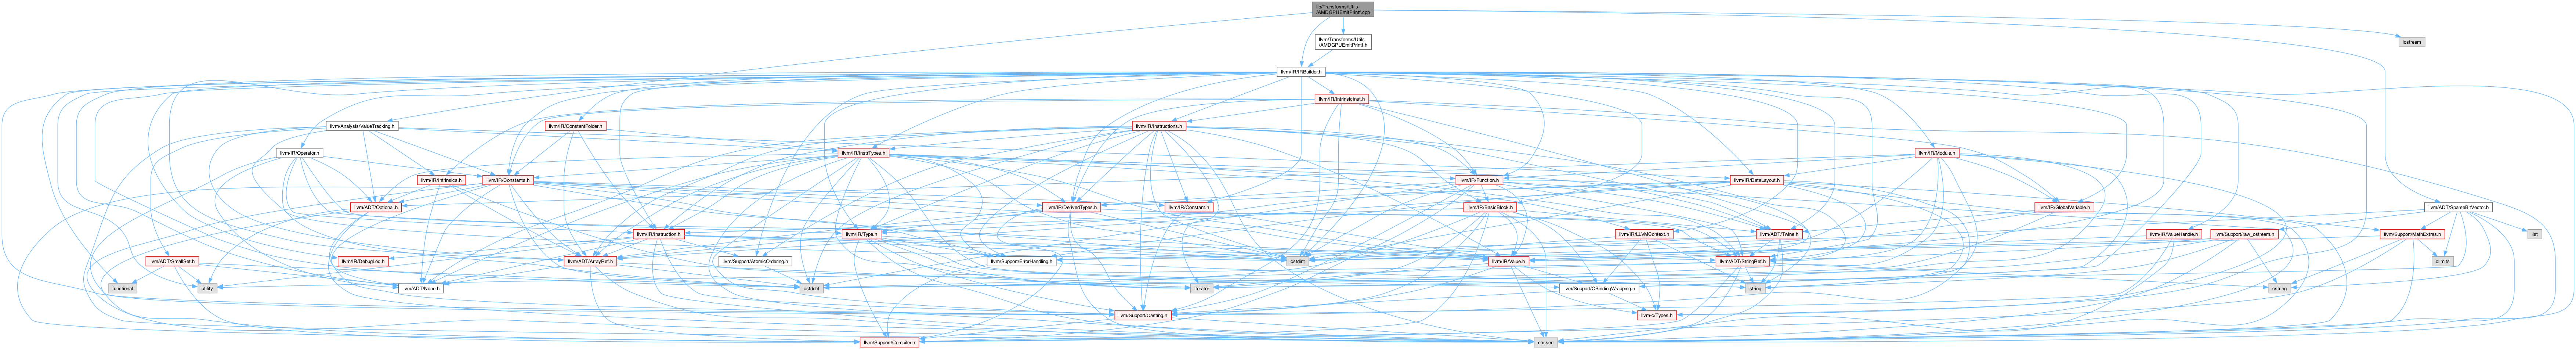 lib/Transforms/Utils
/AMDGPUEmitPrintf.cpp
llvm/Transforms/Utils
/AMDGPUEmitPrintf.h
iostream
llvm/IR/IRBuilder.h
llvm/IR/IntrinsicInst.h
llvm/Analysis/ValueTracking.h
llvm/IR/ConstantFolder.h
llvm/IR/Instructions.h
llvm/IR/Operator.h
llvm/IR/InstrTypes.h
llvm/IR/Module.h
llvm/IR/Intrinsics.h
llvm/IR/Constants.h
llvm/IR/Function.h
llvm/IR/DataLayout.h
llvm/ADT/Optional.h
llvm/IR/DerivedTypes.h
llvm/IR/Constant.h
llvm/IR/BasicBlock.h
llvm/IR/GlobalVariable.h
llvm/ADT/SparseBitVector.h
llvm/IR/Instruction.h
llvm/IR/Type.h
llvm/IR/LLVMContext.h
llvm/ADT/Twine.h
llvm/IR/ValueHandle.h
llvm/Support/raw_ostream.h
llvm/Support/MathExtras.h
list
llvm/ADT/SmallSet.h
llvm/IR/DebugLoc.h
llvm/ADT/ArrayRef.h
llvm/Support/AtomicOrdering.h
llvm/Support/ErrorHandling.h
cstdint
llvm/IR/Value.h
llvm/ADT/StringRef.h
climits
functional
utility
llvm/ADT/None.h
cstddef
iterator
llvm/Support/CBindingWrapping.h
string
cstring
llvm/Support/Casting.h
llvm-c/Types.h
llvm/Support/Compiler.h
cassert